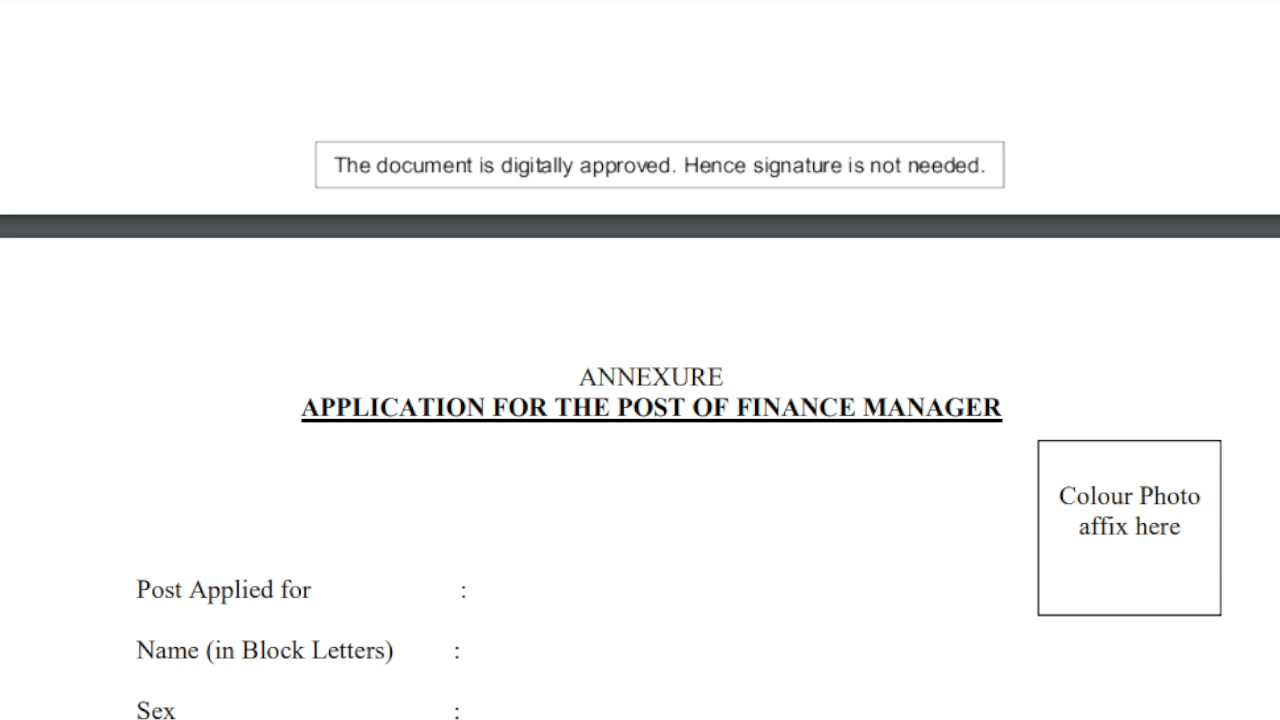 The document is digitally approved. Hence signature is not needed.
ANNEXURE
APPLICATION FOR THE POST OF FINANCE MANAGER
Colour Photo
affix here
Post Applied for :
Name (in Block Letters) :
Sex :